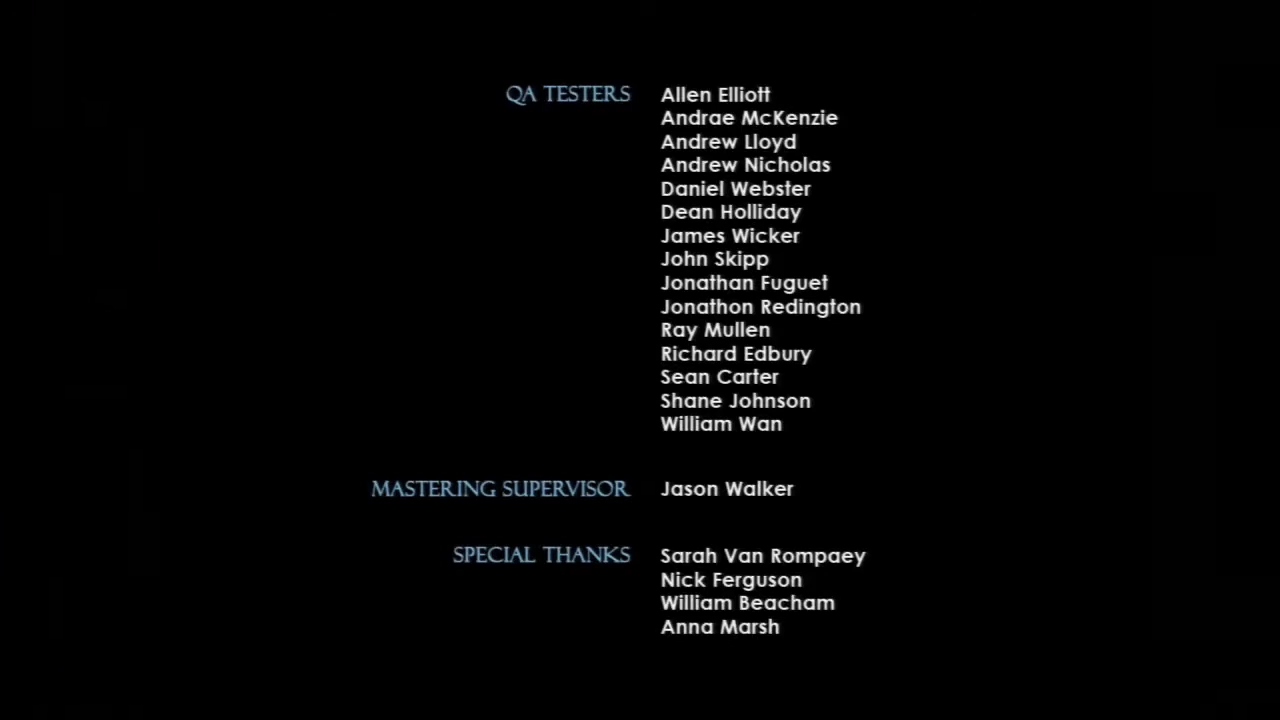 QA TESTERS Allen Elliott
Andrae McKenzie
Andrew Lloyd
Andrew Nicholas
Daniel Webster
Dean Holliday
James Wicker
John Skipp
Jonathan Fuguet
Jonathon Redington
Ray Mullen
Richard Edbury
Sean Carter
Shane Johnson
William Wan
MASTERING SUPERVISOR Jason Walker
SPECIAL THANKS Sarah Van Rompaey
Nick Ferguson
William Beacham
Anna Marsh